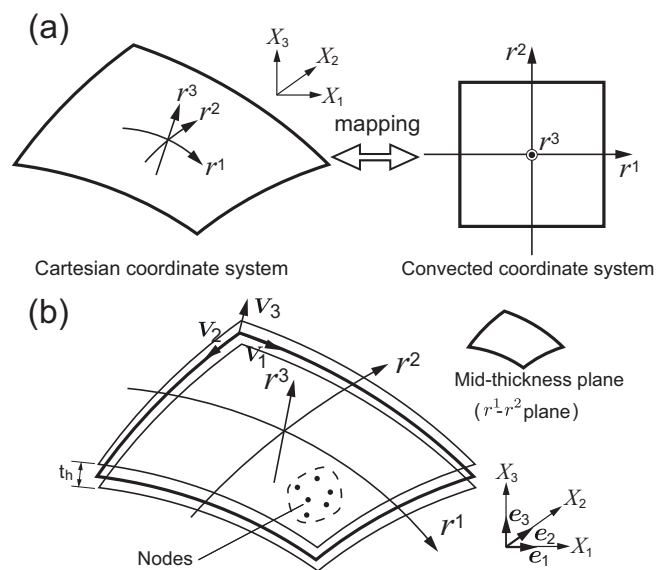 (a)
X₃
X₂
X₁
r³
r²
r¹
mapping
r²
r³
r¹
Cartesian coordinate system
Convected coordinate system
(b)
V₃
V₂
V₁
r³
r²
r¹
tₕ
Nodes
Mid-thickness plane
(r¹-r² plane)
X₃
X₂
X₁
e₃
e₂
e₁